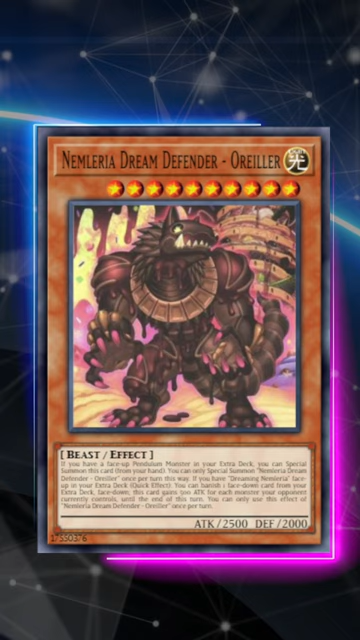 NEMLERIA DREAM DEFENDER - OREILLER
LIGHT
光
[ BEAST / EFFECT ]
If you have a face-up Pendulum Monster in your Extra Deck, you can Special
Summon this card (from your hand). You can only Special Summon "Nemleria Dream
Defender - Oreiller" once per turn this way. If you have "Dreaming Nemleria" face-
up in your Extra Deck (Quick Effect): You can banish 1 face-down card from your
Extra Deck, face-down; this card gains 500 ATK for each monster your opponent
currently controls, until the end of this turn. You can only use this effect of
"Nemleria Dream Defender - Oreiller" once per turn.
ATK/2500 DEF/2000
17550376